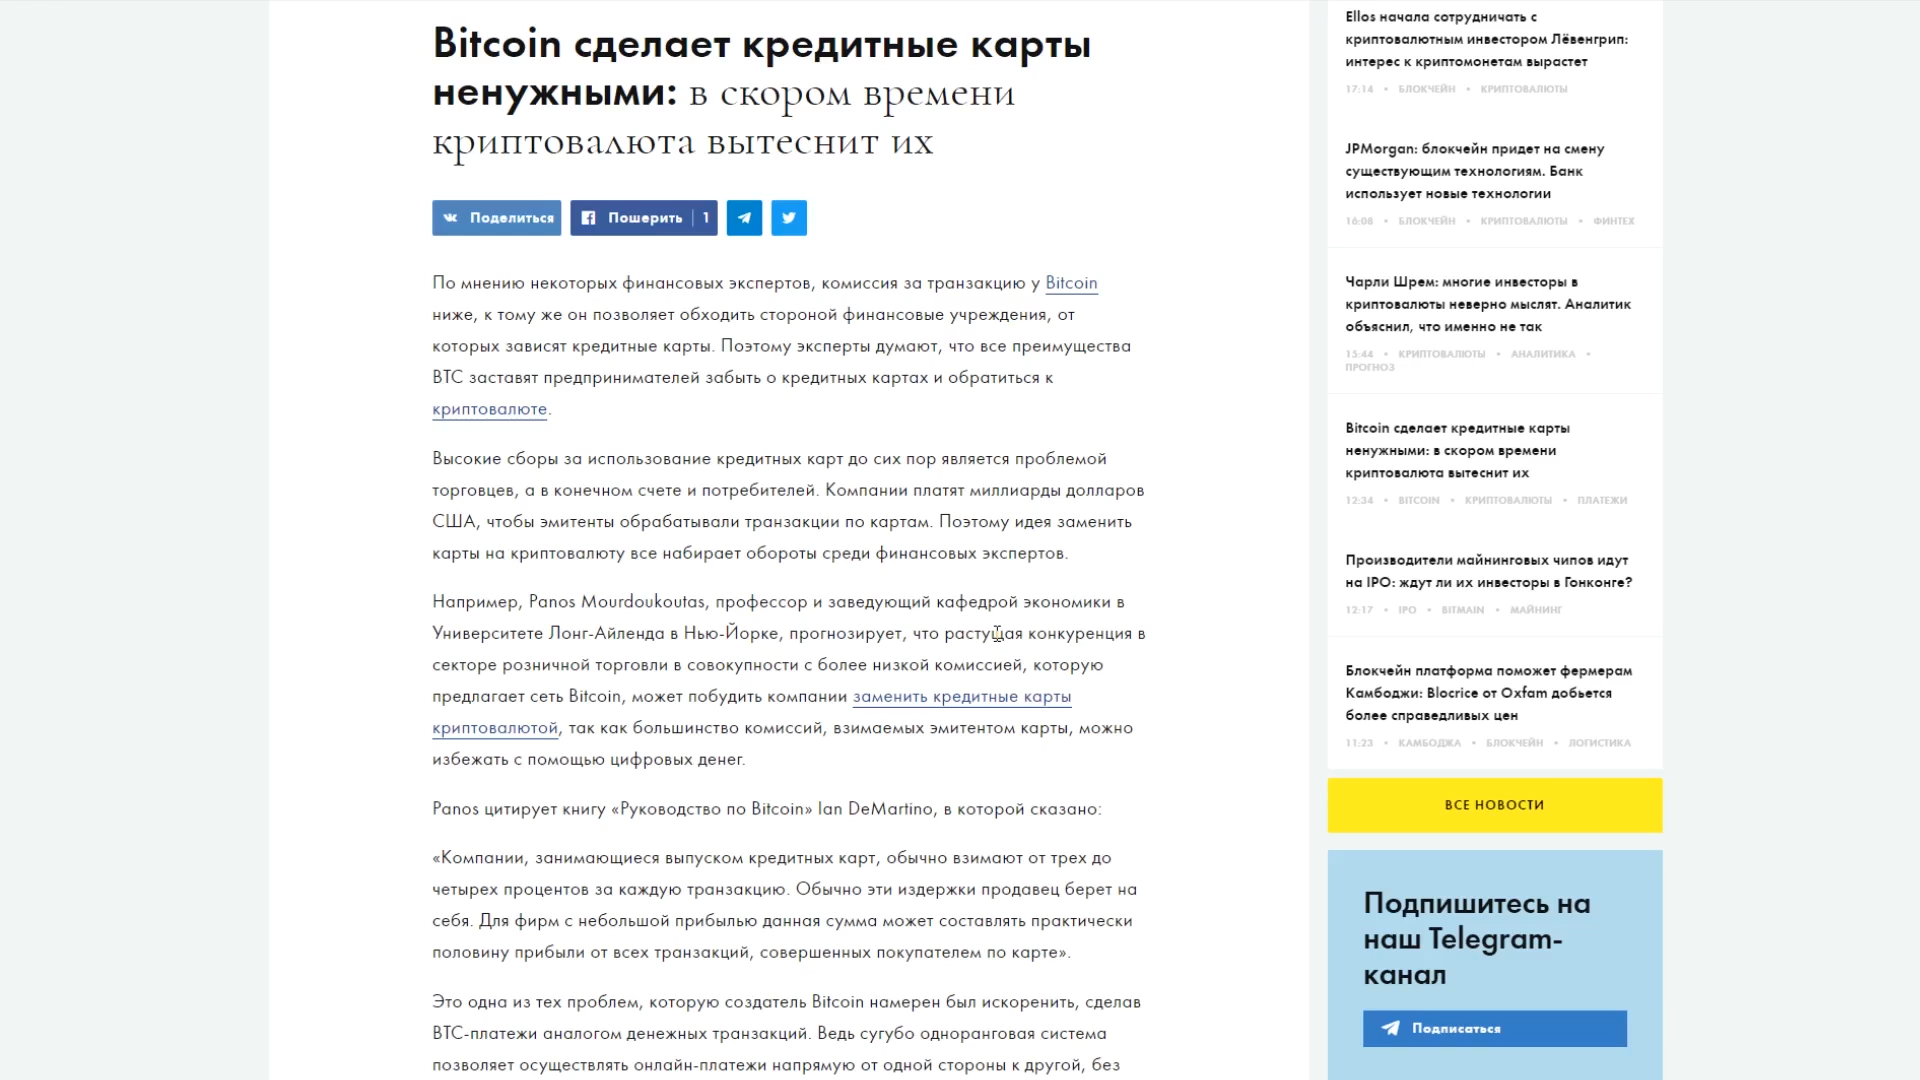 Bitcoin сделает кредитные карты
ненужными: в скором времени
криптовалюта вытеснит их
Поделиться
Пошерить 1
По мнению некоторых финансовых экспертов, комиссия за транзакцию у Bitcoin
ниже, к тому же он позволяет обходить стороной финансовые учреждения, от
которых зависят кредитные карты. Поэтому эксперты думают, что все преимущества
BTC заставят предпринимателей забыть о кредитных картах и обратиться к
криптовалюте.
Высокие сборы за использование кредитных карт до сих пор является проблемой
торговцев, а в конечном счете и потребителей. Компании платят миллиарды долларов
США, чтобы эмитенты обрабатывали транзакции по картам. Поэтому идея заменить
карты на криптовалюту все набирает обороты среди финансовых экспертов.
Например, Panos Mourdoukoutas, профессор и заведующий кафедрой экономики в
Университете Лонг-Айленда в Нью-Йорке, прогнозирует, что растущая конкуренция в
секторе розничной торговли в совокупности с более низкой комиссией, которую
предлагает сеть Bitcoin, может побудить компании заменить кредитные карты
криптовалютой, так как большинство комиссий, взимаемых эмитентом карты, можно
избежать с помощью цифровых денег.
Panos цитирует книгу «Руководство по Bitcoin» Ian DeMartino, в которой сказано:
«Компании, занимающиеся выпуском кредитных карт, обычно взимают от трех до
четырех процентов за каждую транзакцию. Обычно эти издержки продавец берет на
себя. Для фирм с небольшой прибылью данная сумма может составлять практически
половину прибыли от всех транзакций, совершенных покупателем по карте».
Это одна из тех проблем, которую создатель Bitcoin намерен был искоренить, сделав
BTC-платежи аналогом денежных транзакций. Ведь сугубо одноранговая система
позволяет осуществлять онлайн-платежи напрямую от одной стороны к другой, без
Ellos начала сотрудничать с
криптовалютным инвестором Лёвенгрип:
интерес к криптомонетам вырастет
17:14 • БЛОКЧЕЙН • КРИПТОВАЛЮТЫ
JPMorgan: блокчейн придет на смену
существующим технологиям. Банк
использует новые технологии
16:08 • БЛОКЧЕЙН • КРИПТОВАЛЮТЫ • ФИНТЕХ
Чарли Шрем: многие инвесторы в
криптовалюты неверно мыслят. Аналитик
объяснил, что именно не так
15:44 • КРИПТОВАЛЮТЫ • АНАЛИТИКА •
ПРОГНОЗ
Bitcoin сделает кредитные карты
ненужными: в скором времени
криптовалюта вытеснит их
12:34 • BITCOIN • КРИПТОВАЛЮТЫ • ПЛАТЕЖИ
Производители майнинговых чипов идут
на IPO: ждут ли их инвесторы в Гонконге?
12:17 • IPO • BITMAIN • МАЙНИНГ
Блокчейн платформа поможет фермерам
Камбоджи: Blocrice от Oxfam добьется
более справедливых цен
11:23 • КАМБОДЖА • БЛОКЧЕЙН • ЛОГИСТИКА
ВСЕ НОВОСТИ
Подпишитесь на
наш Telegram-
канал
Подписаться